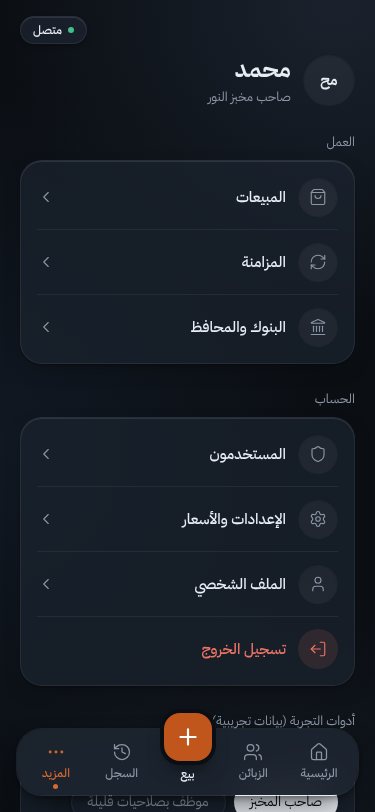 متصل
مح
محمد
صاحب مخبز النور
العمل
المبيعات
المزامنة
البنوك والمحافظ
الحساب
المستخدمون
الإعدادات والأسعار
الملف الشخصي
تسجيل الخروج
أدوات التجربة (بيانات تجريبية)
الرئيسية
الزبائن
بيع
السجل
المزيد
صاحب المخبز
موظف بصلاحيات قليلة